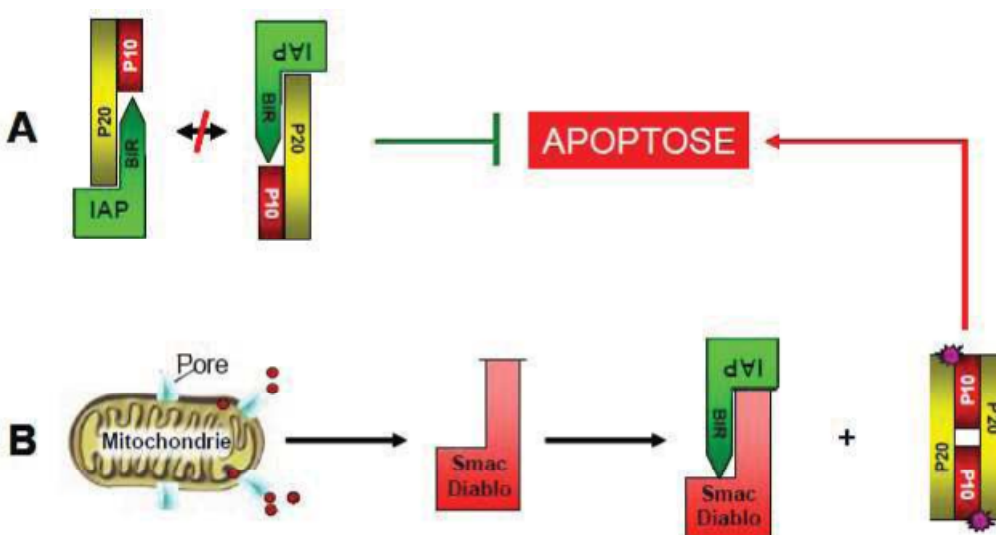 A
P20
P10
BIR
IAP
IAP
BIR
P20
P10
APOPTOSE
B
Pore
Mitochondrie
Smac
Diablo
IAP
BIR
Smac
Diablo
+
P20
P10
P10
P20